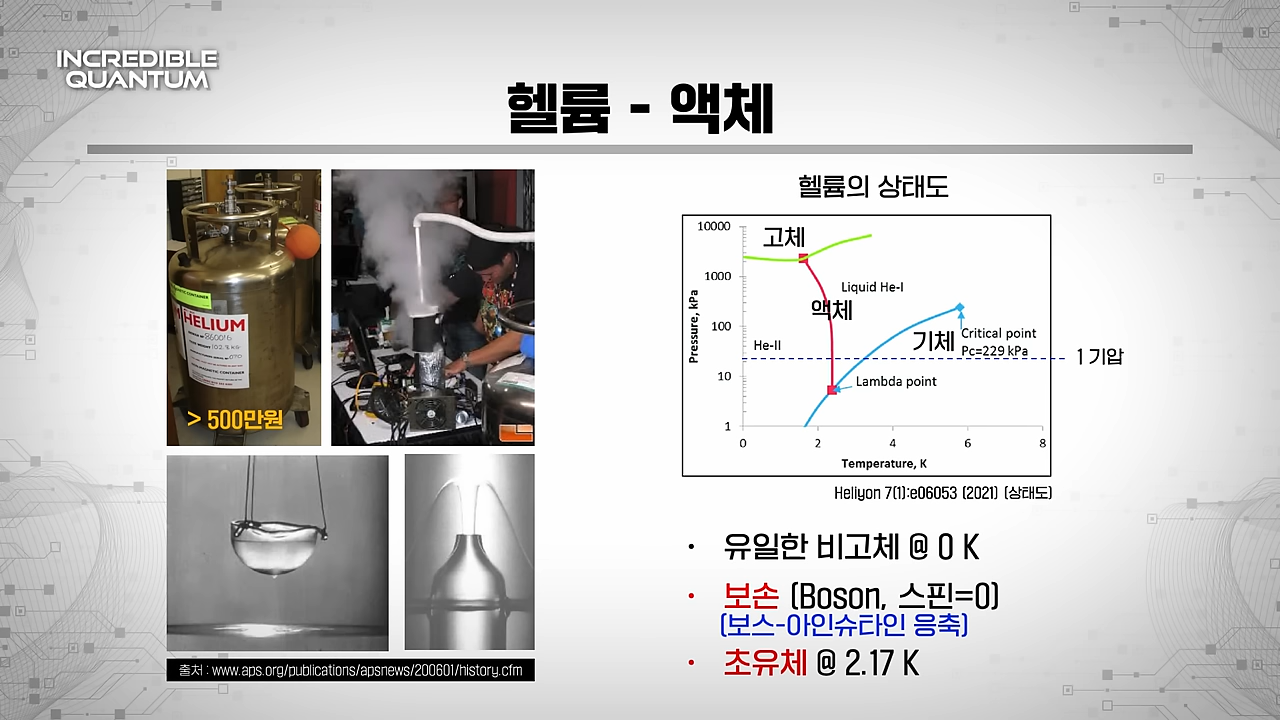 INCREDIBLE
QUANTUM
헬륨 - 액체
HELIUM
> 500만원
출처 : www.aps.org/publications/apsnews/200601/history.cfm
헬륨의 상태도
10000
1000
100
10
1
0
2
4
6
8
Pressure, kPa
Temperature, K
고체
Liquid He-I
액체
기체
Critical point
Pc=229 kPa
He-II
1 기압
Lambda point
Heliyon 7(1):e06053 (2021) (상태도)
• 유일한 비고체 @ 0 K
• 보손 (Boson, 스핀=0)
(보스-아인슈타인 응축)
• 초유체 @ 2.17 K